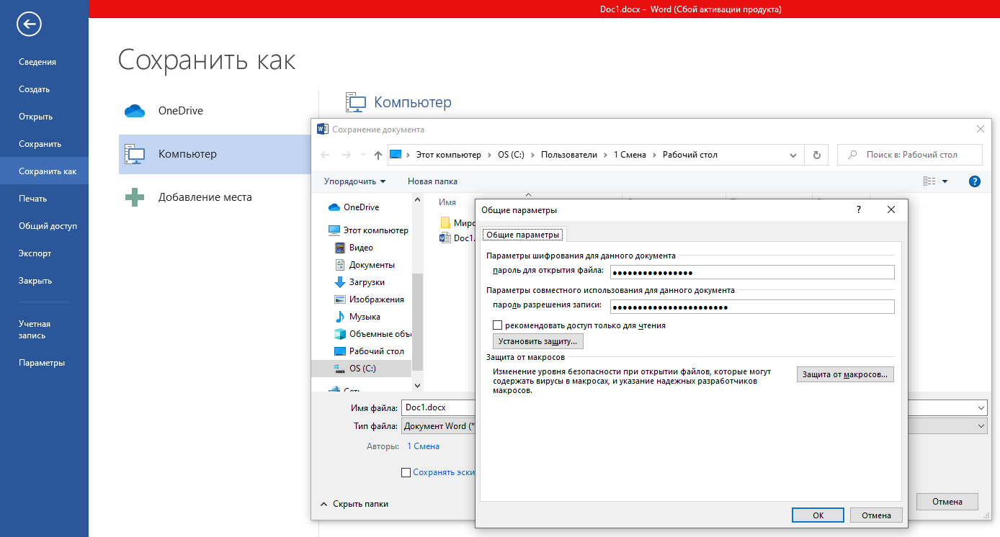 Doc1.docx - Word (Сбой активации продукта)
Сведения
Создать
Открыть
Сохранить
Сохранить как
Печать
Общий доступ
Экспорт
Закрыть
Учетная
запись
Параметры
Сохранить как
OneDrive
Компьютер
Добавление места
Компьютер
Сохранение документа
Этот компьютер
OS (C:)
Пользователи
1 Смена
Рабочий стол
Поиск в: Рабочий стол
Упорядочить
Новая папка
?
OneDrive
Этот компьютер
Видео
Документы
Загрузки
Изображения
Музыка
Объемные объ
Рабочий стол
OS (C:)
Сеть
Имя
Миро
Doc1.
Имя файла:
Doc1.docx
Тип файла:
Документ Word (*
Авторы:
1 Смена
Сохранять эски
Скрыть папки
Отмена
Общие параметры
?
Общие параметры
Параметры шифрования для данного документа
пароль для открытия файла:
Параметры совместного использования для данного документа
пароль разрешения записи:
рекомендовать доступ только для чтения
Установить защиту...
Защита от макросов
Изменение уровня безопасности при открытии файлов, которые могут
содержать вирусы в макросах, и указание надежных разработчиков
макросов.
Защита от макросов...
ОК
Отмена